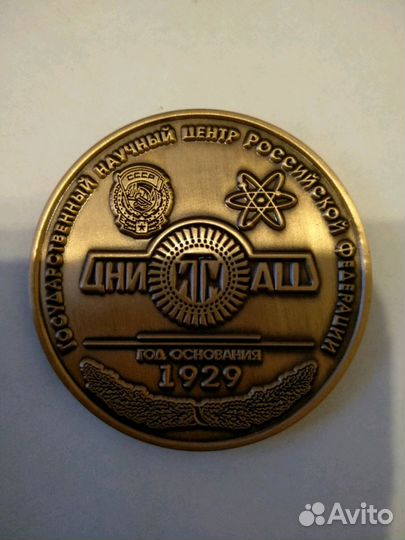 ГОСУДАРСТВЕННЫЙ НАУЧНЫЙ ЦЕНТР РОССИЙСКОЙ ФЕДЕРАЦИИ
СССР
ЦНИИТМАШ
ГОД ОСНОВАНИЯ
1929
Avito